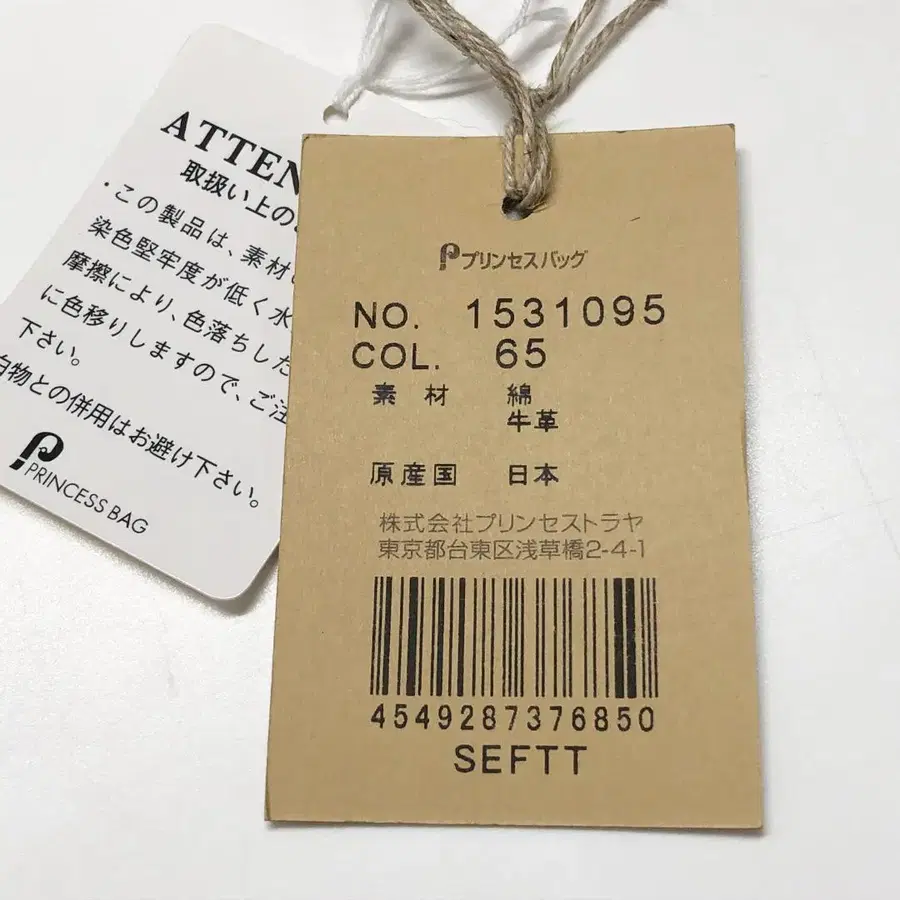 ATTEN
取扱い上の
・この製品は、素材
染色堅牢度が低く水
摩擦により、色落ちした
に色移りしますので、ご注
下さい。
白物との併用はお避け下さい。
PRINCESS BAG
プリンセスバッグ
NO. 1531095
COL. 65
素材 綿
牛革
原産国 日本
株式会社プリンセストラヤ
東京都台東区浅草橋2-4-1
4549287376850
SEFTT